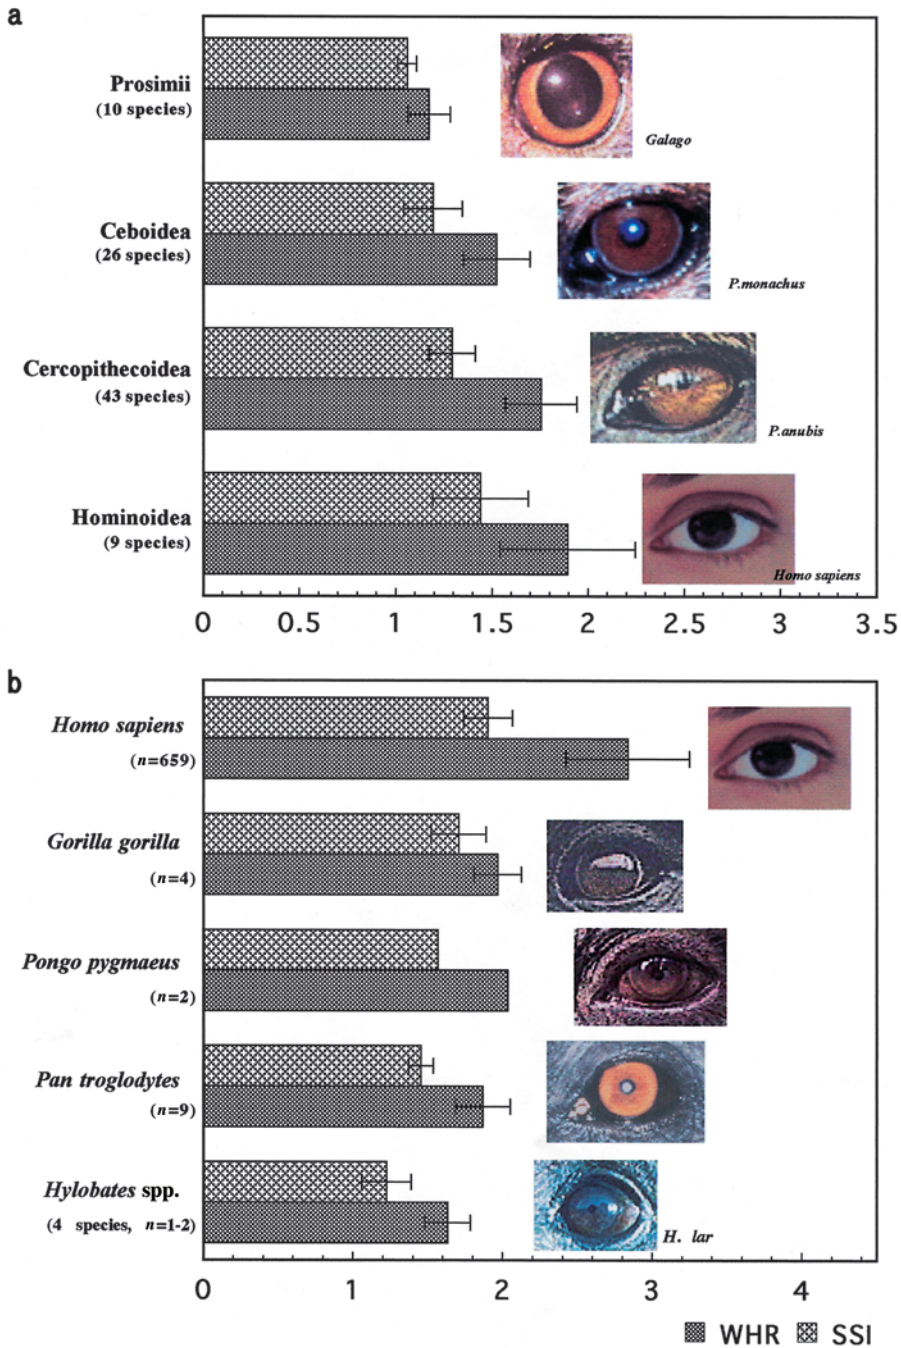 a
Prosimii
(10 species)
Galago
Ceboidea
(26 species)
P.monachus
Cercopithecoidea
(43 species)
P.anubis
Hominoidea
(9 species)
Homo sapiens
0 0.5 1 1.5 2 2.5 3 3.5
b
Homo sapiens
(n=659)
Gorilla gorilla
(n=4)
Pongo pygmaeus
(n=2)
Pan troglodytes
(n=9)
Hylobates spp.
(4 species, n=1-2)
H. lar
0 1 2 3 4
WHR SSI